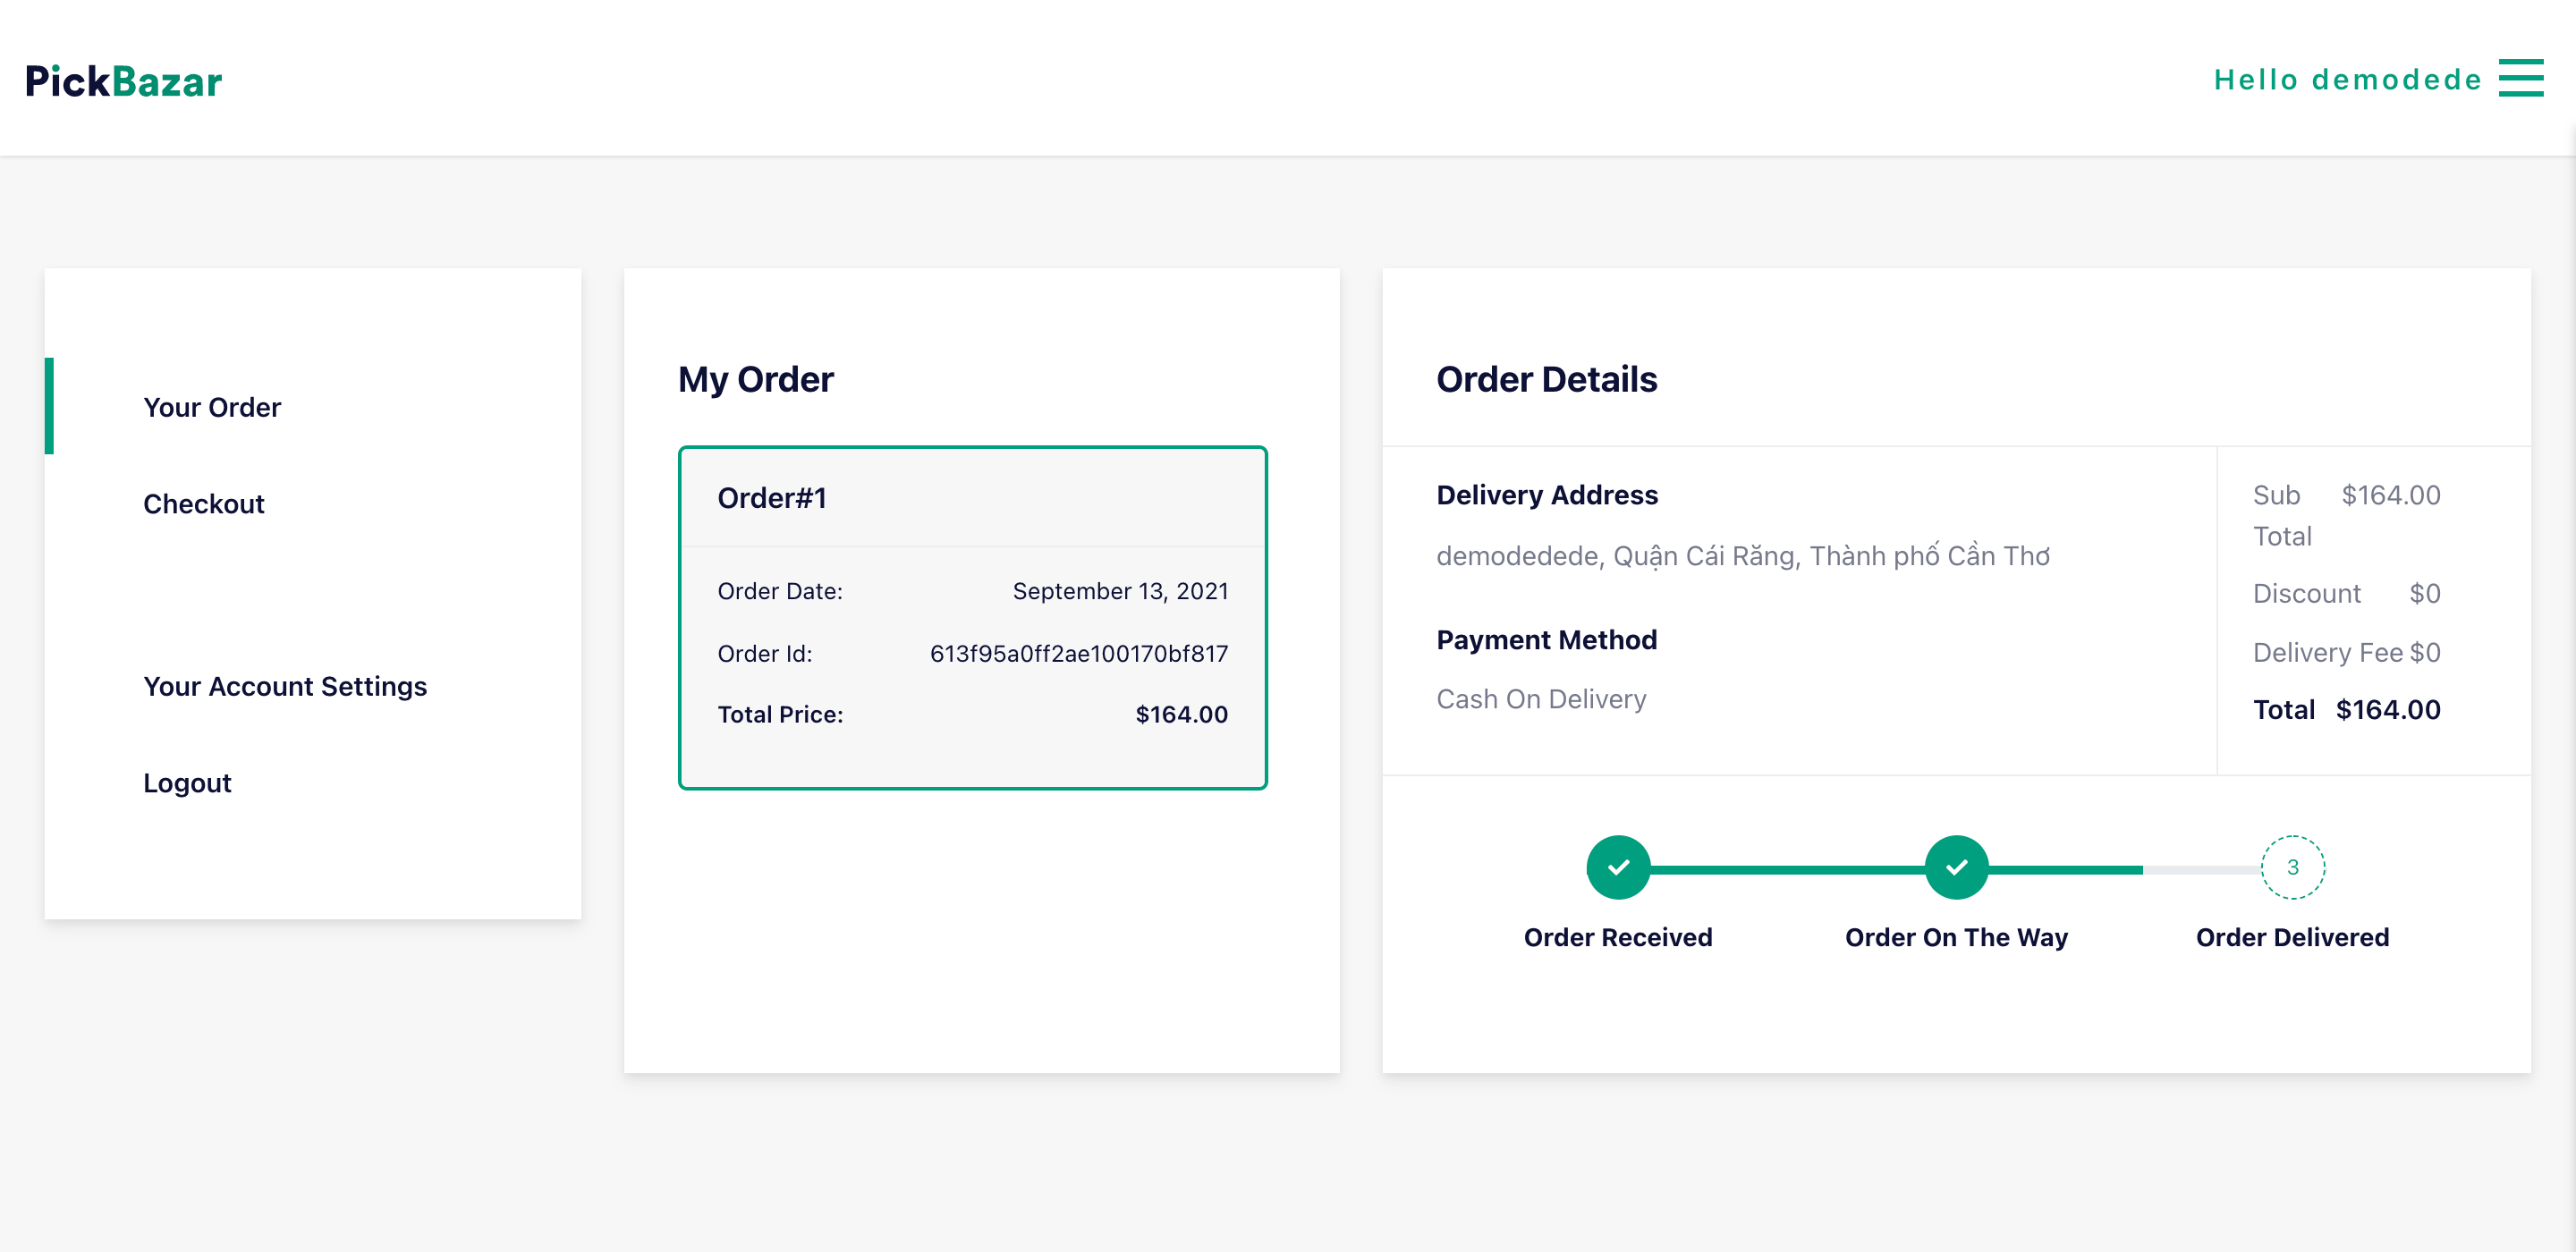 PickBazar
Hello demodede
Your Order
Checkout
Your Account Settings
Logout
My Order
Order#1
Order Date: September 13, 2021
Order Id: 613f95a0ff2ae100170bf817
Total Price: $164.00
Order Details
Delivery Address
demodedede, Quận Cái Răng, Thành phố Cần Thơ
Payment Method
Cash On Delivery
Sub $164.00
Total
Discount $0
Delivery Fee $0
Total $164.00
3
Order Received
Order On The Way
Order Delivered